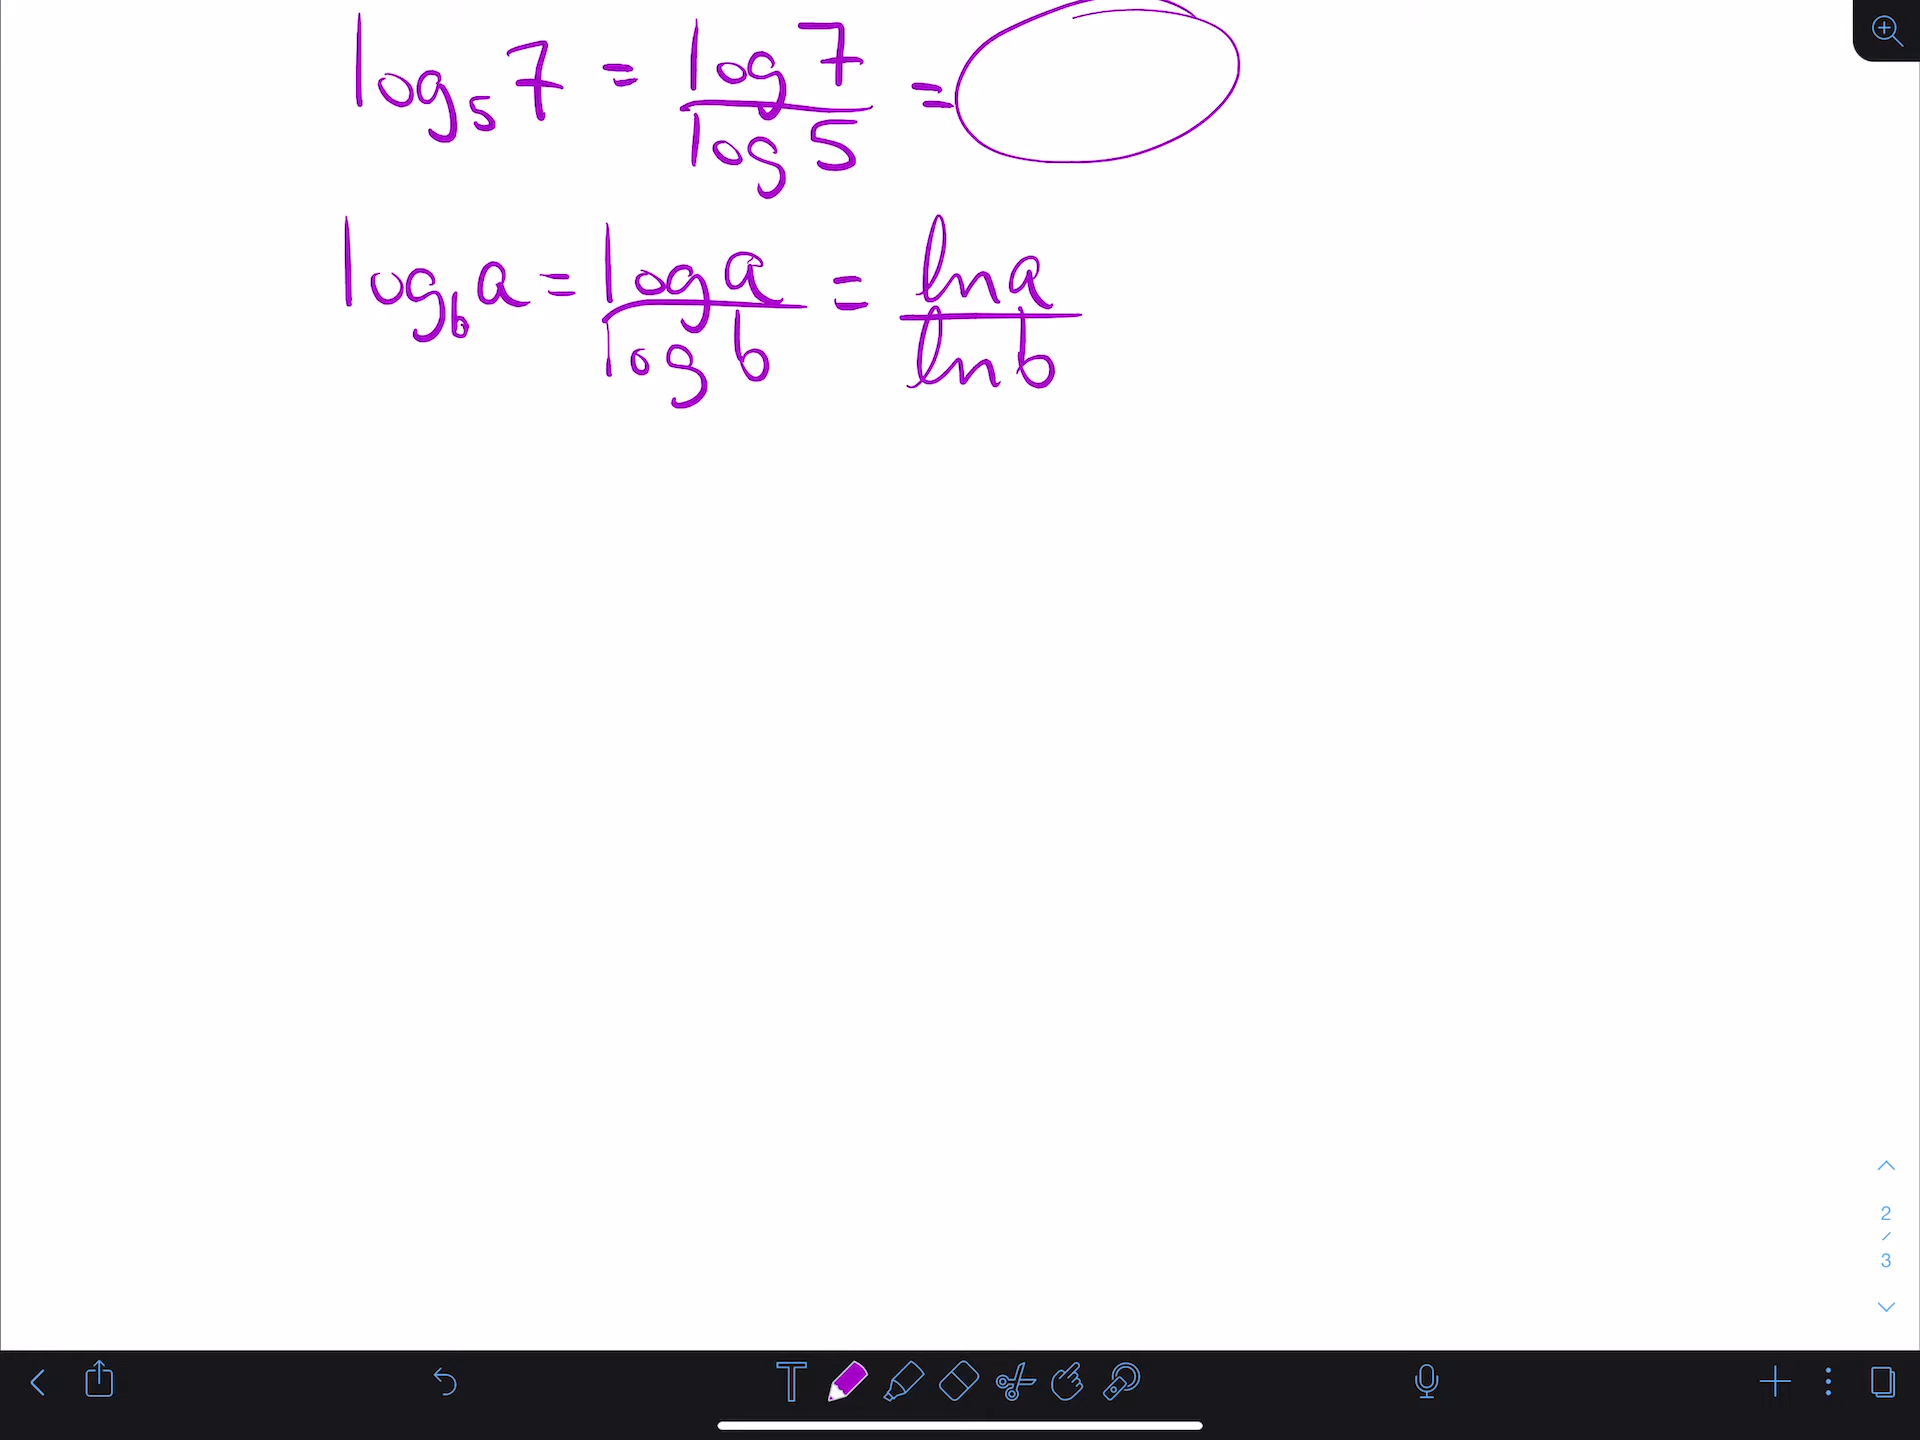 log₅7 = log 7 / log 5 =
log_b a = log a / log b = ln a / ln b
2 / 3